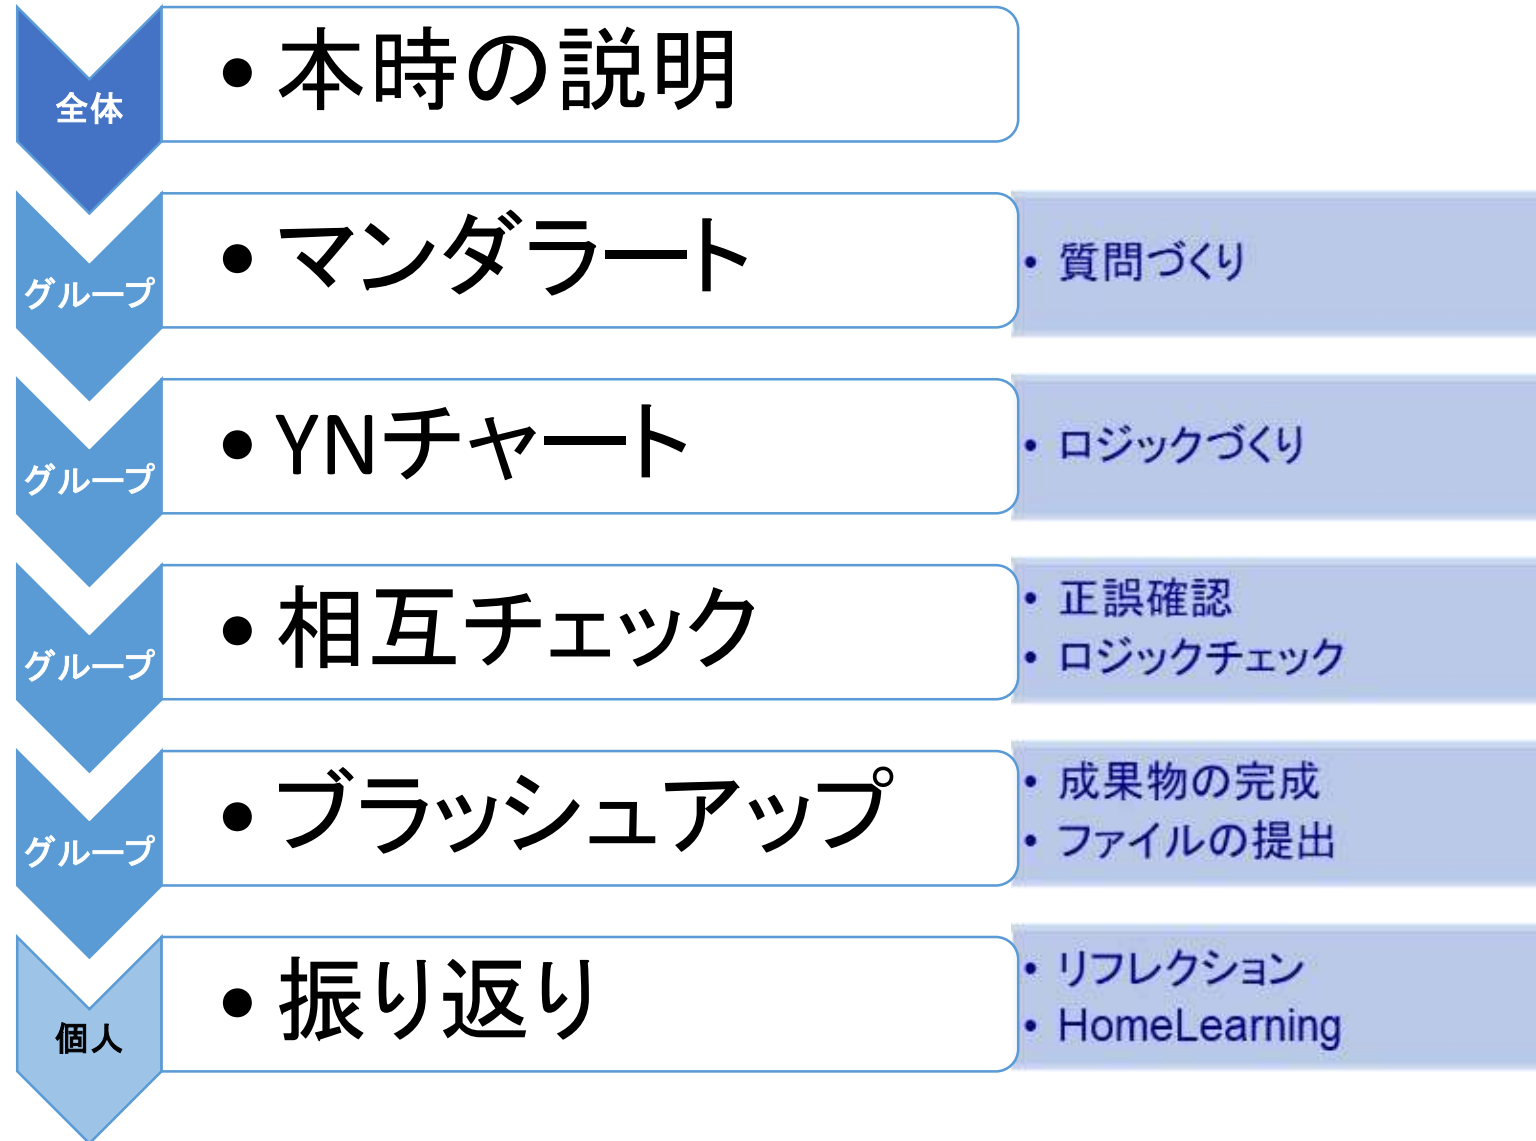 全体
• 本時の説明
グループ
• マンダラート
• 質問づくり
グループ
• YNチャート
• ロジックづくり
グループ
• 相互チェック
• 正誤確認
• ロジックチェック
グループ
• ブラッシュアップ
• 成果物の完成
• ファイルの提出
個人
• 振り返り
• リフレクション
• HomeLearning